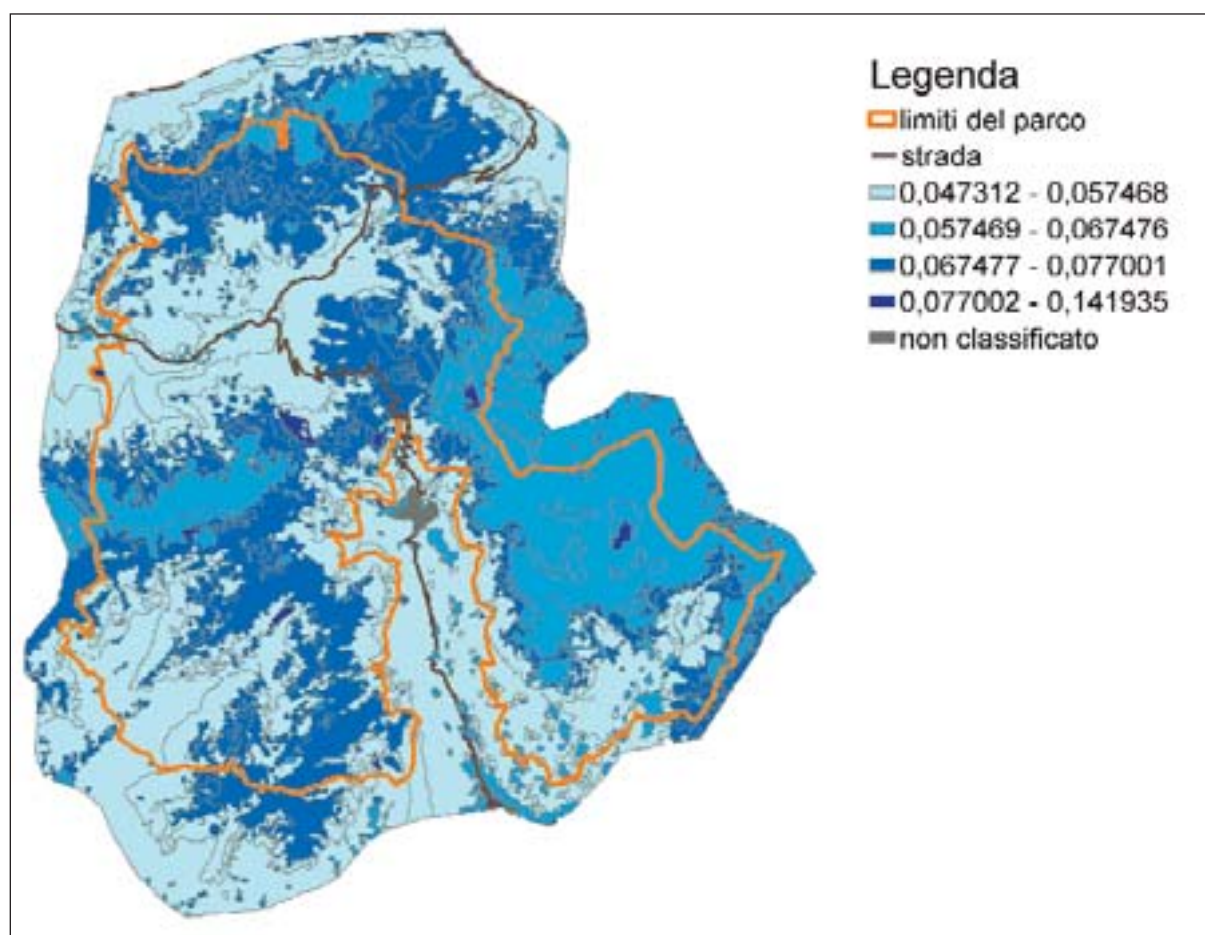 Legenda
limiti del parco
strada
0,047312 - 0,057468
0,057469 - 0,067476
0,067477 - 0,077001
0,077002 - 0,141935
non classificato